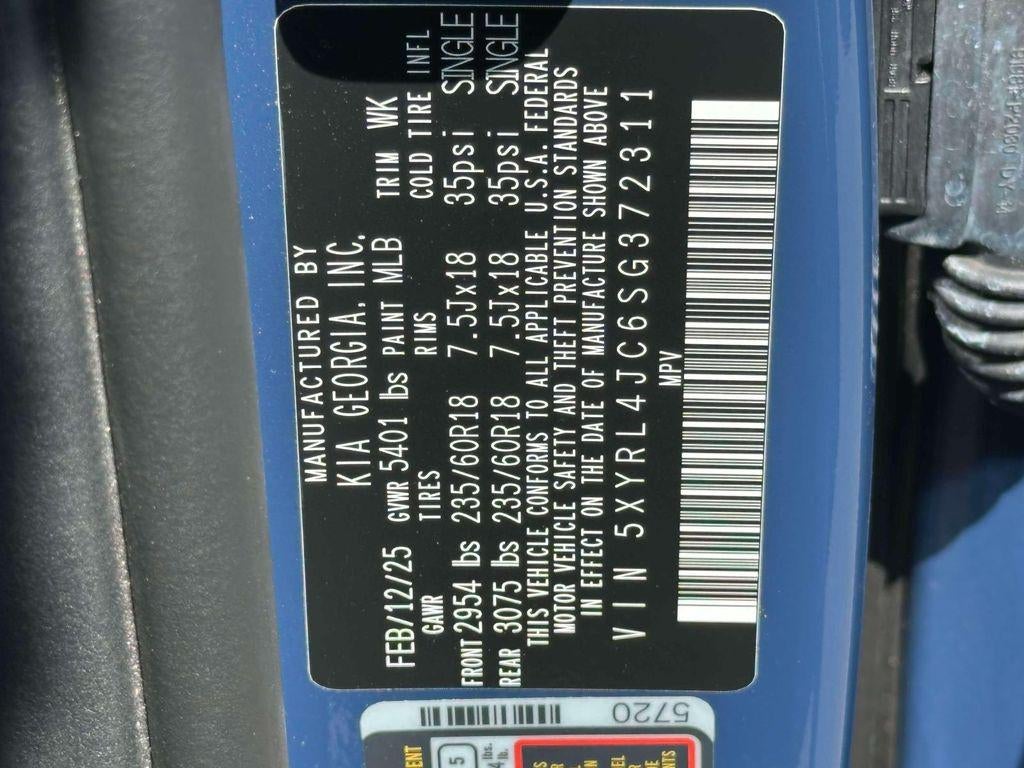 MANUFACTURED BY
KIA GEORGIA, INC.
FEB/12/25 GVWR 5401 lbs PAINT MLB TRIM WK
GAWR TIRES RIMS COLD TIRE INFL
FRONT 2954 lbs 235/60R18 7.5Jx18 35psi SINGLE
REAR 3075 lbs 235/60R18 7.5Jx18 35psi SINGLE
THIS VEHICLE CONFORMS TO ALL APPLICABLE U.S.A. FEDERAL
MOTOR VEHICLE SAFETY AND THEFT PREVENTION STANDARDS
IN EFFECT ON THE DATE OF MANUFACTURE SHOWN ABOVE
VIN 5XYRL4JC6SG372311
MPV
5720